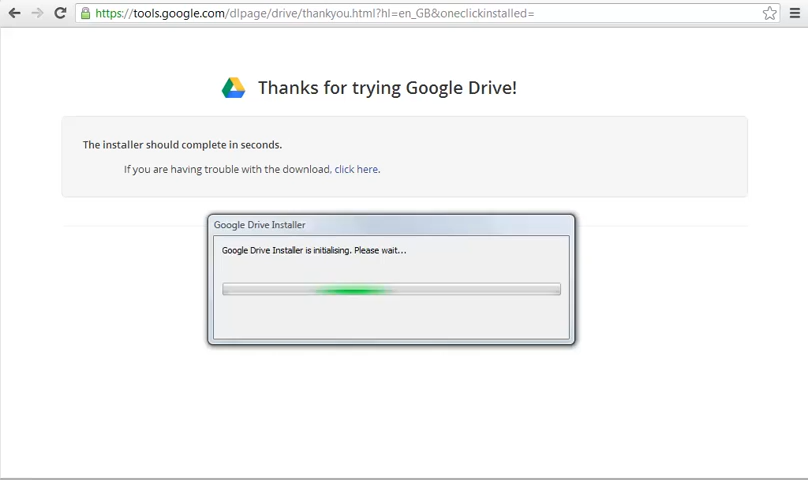 https://tools.google.com/dlpage/drive/thankyou.html?hl=en_GB&oneclickinstalled=
Thanks for trying Google Drive!
The installer should complete in seconds.
If you are having trouble with the download, click here.
Google Drive Installer
Google Drive Installer is initialising. Please wait...